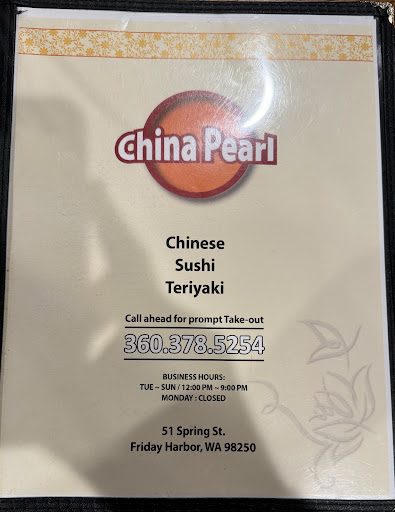 China Pearl
Chinese
Sushi
Teriyaki
Call ahead for prompt Take-out
360.378.5254
BUSINESS HOURS:
TUE ~ SUN / 12:00 PM ~ 9:00 PM
MONDAY : CLOSED
51 Spring St.
Friday Harbor, WA 98250